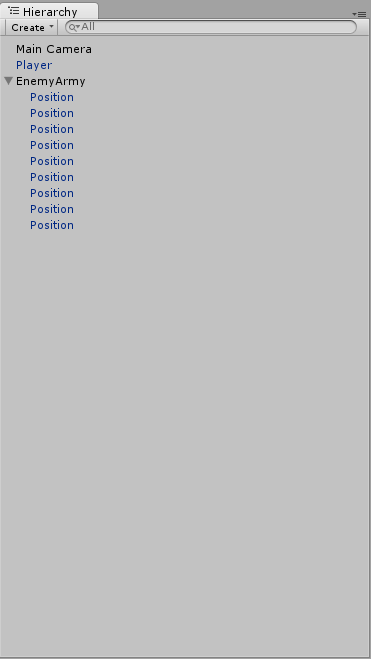 Hierarchy
Create All
Main Camera
Player
EnemyArmy
Position
Position
Position
Position
Position
Position
Position
Position
Position